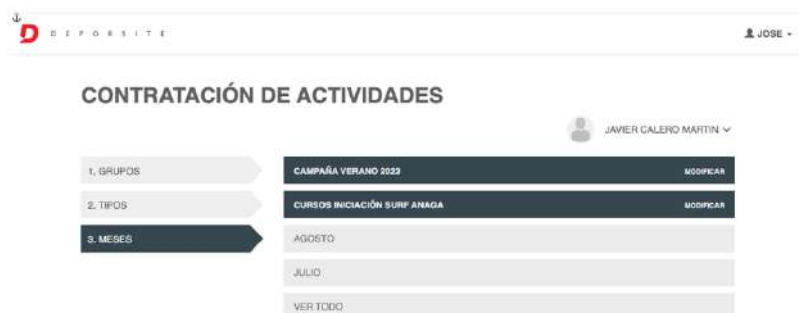 DEPORSITE
JOSE
CONTRATACIÓN DE ACTIVIDADES
JAVIER CALERO MARTIN
1. GRUPOS
CAMPAÑA VERANO 2023 MODIFICAR
2. TIPOS
CURSOS INICIACIÓN SURF ANAGA MODIFICAR
3. MESES
AGOSTO
JULIO
VER TODO